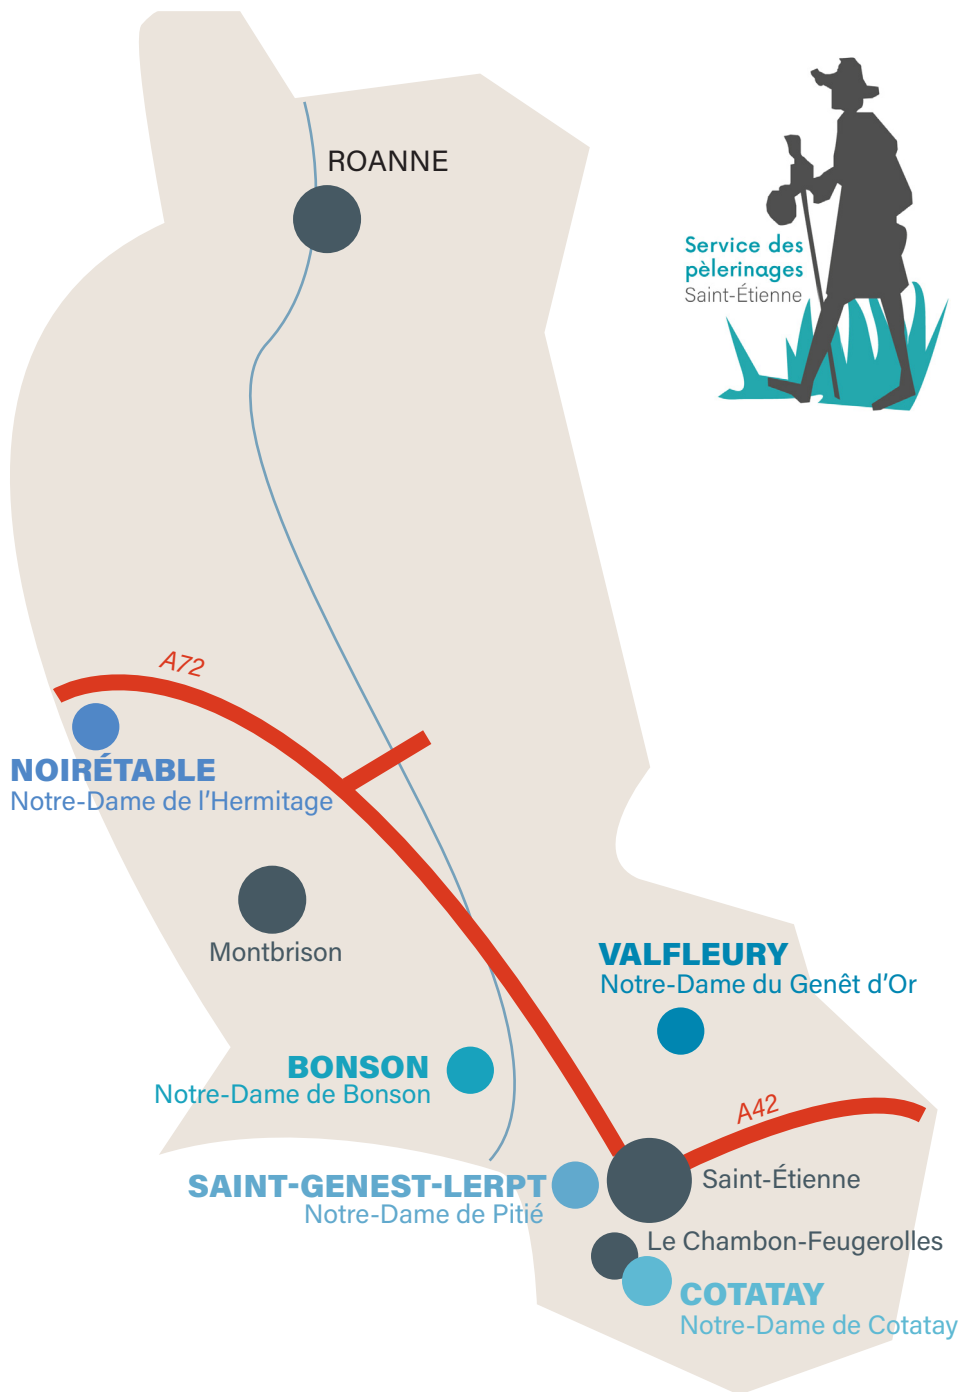 ROANNE
Service des
pèlerinages
Saint-Étienne
A72
NOIRÉTABLE
Notre-Dame de l'Hermitage
Montbrison
VALFLEURY
Notre-Dame du Genêt d'Or
BONSON
Notre-Dame de Bonson
A42
SAINT-GENEST-LERPT
Notre-Dame de Pitié
Saint-Étienne
Le Chambon-Feugerolles
COTATAY
Notre-Dame de Cotatay